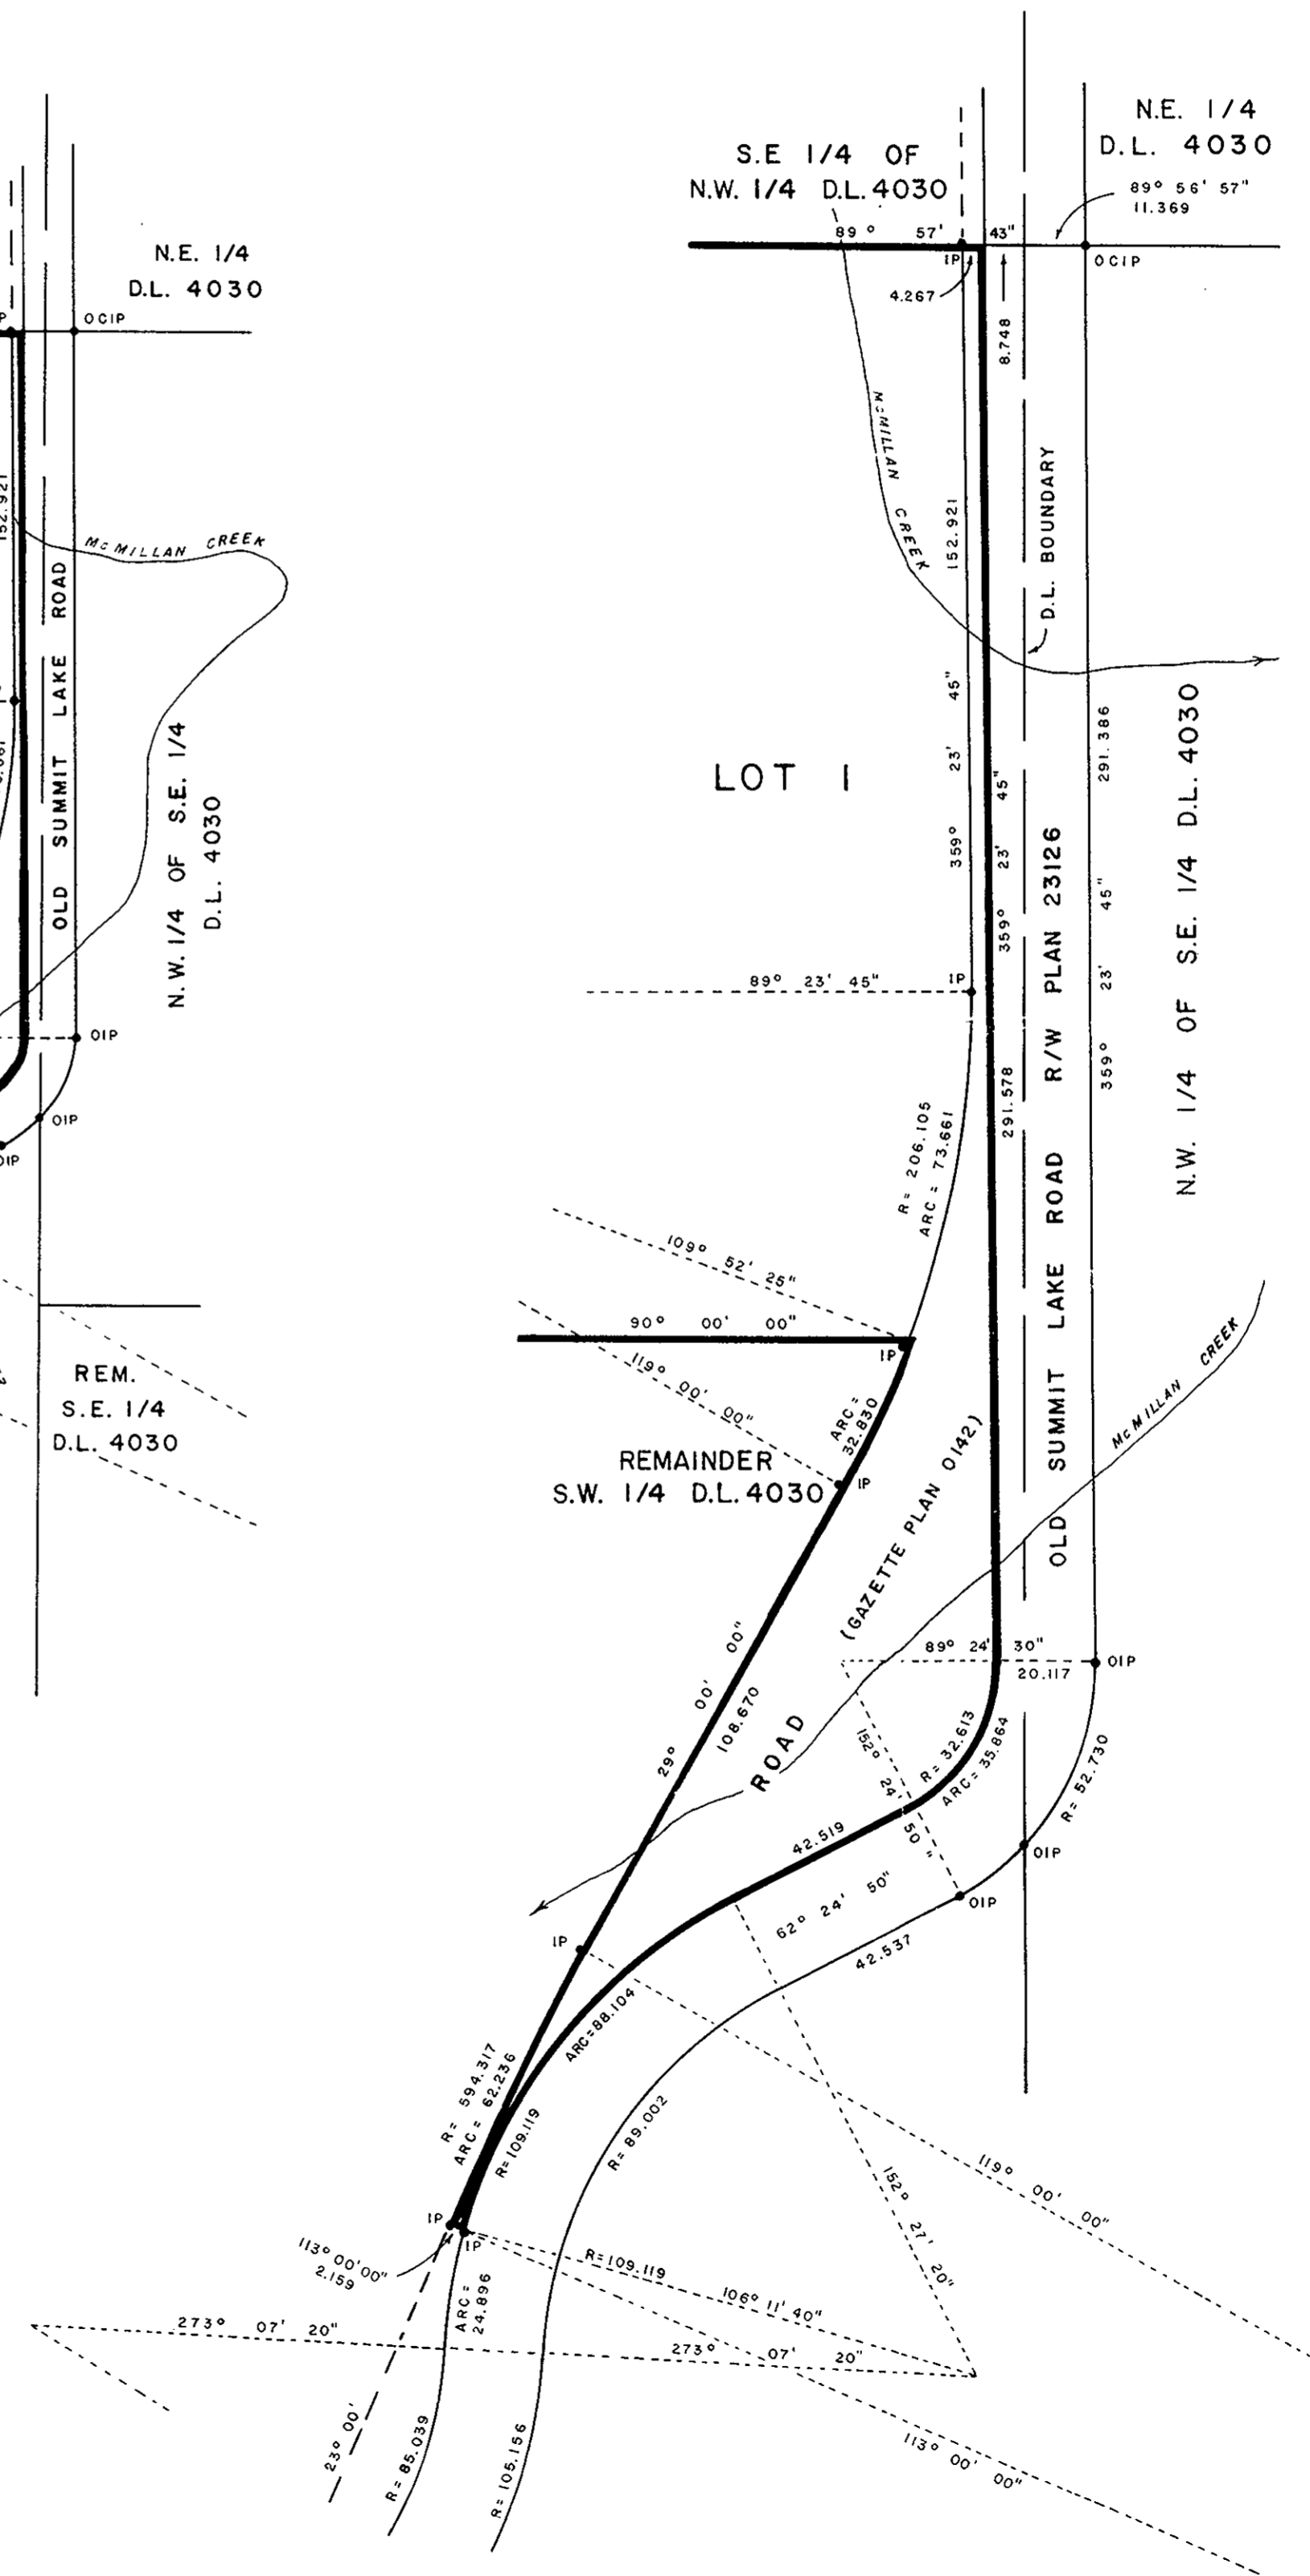 N.E. 1/4
D.L. 4030
OCIP
152.921
McMILLAN CREEK
OLD SUMMIT LAKE ROAD
N.W. 1/4 OF S.E. 1/4
D.L. 4030
OIP
OIP
OIP
REM.
S.E. 1/4
D.L. 4030
S.E 1/4 OF
N.W. 1/4 D.L. 4030
N.E. 1/4
D.L. 4030
89° 56' 57"
11.369
89° 57' 43"
IP
OCIP
4.267
8.748
McMILLAN CREEK
152.921
D.L. BOUNDARY
359° 23' 45"
LOT 1
359° 23' 45"
291.578
291.386
359° 23' 45"
N.W. 1/4 OF S.E. 1/4 D.L. 4030
OLD SUMMIT LAKE ROAD R/W PLAN 23126
89° 23' 45"
IP
R= 206.105
ARC = 73.661
109° 52' 25"
90° 00' 00"
IP
119° 00' 00"
ARC =
32.830
IP
REMAINDER
S.W. 1/4 D.L. 4030
McMILLAN CREEK
ROAD (GAZETTE PLAN 0142)
29° 00' 00"
108.670
89° 24' 30"
20.117
OIP
152° 24' 50"
R= 32.613
ARC= 35.864
R= 52.730
OIP
42.519
62° 24' 50"
OIP
42.537
IP
ARC=88.104
R= 594.317
ARC= 62.236
R=109.119
R= 89.002
119° 00' 00"
152° 27' 20"
IP
IP
113° 00' 00"
2.159
R=109.119
106° 11' 40"
ARC=
24.896
273° 07' 20"
273° 07' 20"
23° 00'
R= 85.039
R= 105.156
113° 00' 00"